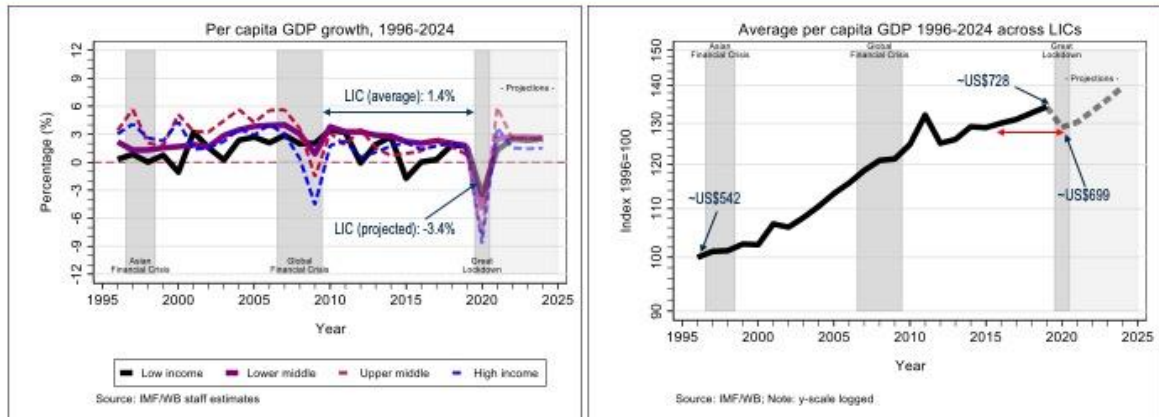 Per capita GDP growth, 1996-2024
Percentage (%)
12
9
6
3
0
-3
-6
-9
-12
LIC (average): 1.4%
- Projections -
LIC (projected): -3.4%
Asian
Financial Crisis
Global
Financial Crisis
Great
Lockdown
1995 2000 2005 2010 2015 2020 2025
Year
Low income Lower middle Upper middle High income
Source: IMF/WB staff estimates
Average per capita GDP 1996-2024 across LICs
Index 1996=100
150
140
130
120
110
100
90
Asian
Financial Crisis
Global
Financial Crisis
Great
Lockdown
~US$728
- Projections -
~US$542
~US$699
1995 2000 2005 2010 2015 2020 2025
Year
Source: IMF/WB; Note: y-scale logged